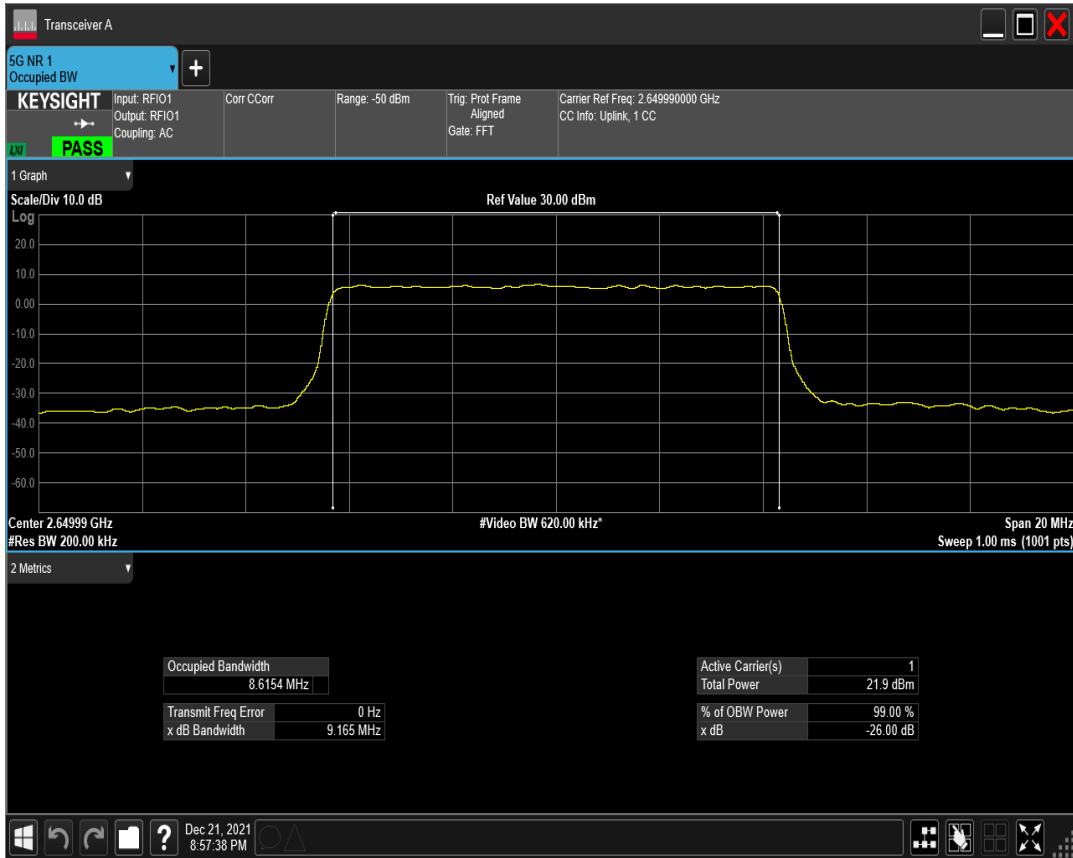 Transceiver A
5G NR 1
Occupied BW
KEYSIGHT
LXI
PASS
Input: RFIO1
Output: RFIO1
Coupling: AC
Corr CCorr
Range: -50 dBm
Trig: Prot Frame
Aligned
Gate: FFT
Carrier Ref Freq: 2.649990000 GHz
CC Info: Uplink, 1 CC
1 Graph
Scale/Div 10.0 dB
Ref Value 30.00 dBm
Log
20.0
10.0
0.00
-10.0
-20.0
-30.0
-40.0
-50.0
-60.0
Center 2.64999 GHz
#Video BW 620.00 kHz*
Span 20 MHz
#Res BW 200.00 kHz
Sweep 1.00 ms (1001 pts)
2 Metrics
Occupied Bandwidth
8.6154 MHz
Transmit Freq Error 0 Hz
x dB Bandwidth 9.165 MHz
Active Carrier(s) 1
Total Power 21.9 dBm
% of OBW Power 99.00 %
x dB -26.00 dB
Dec 21, 2021
8:57:38 PM